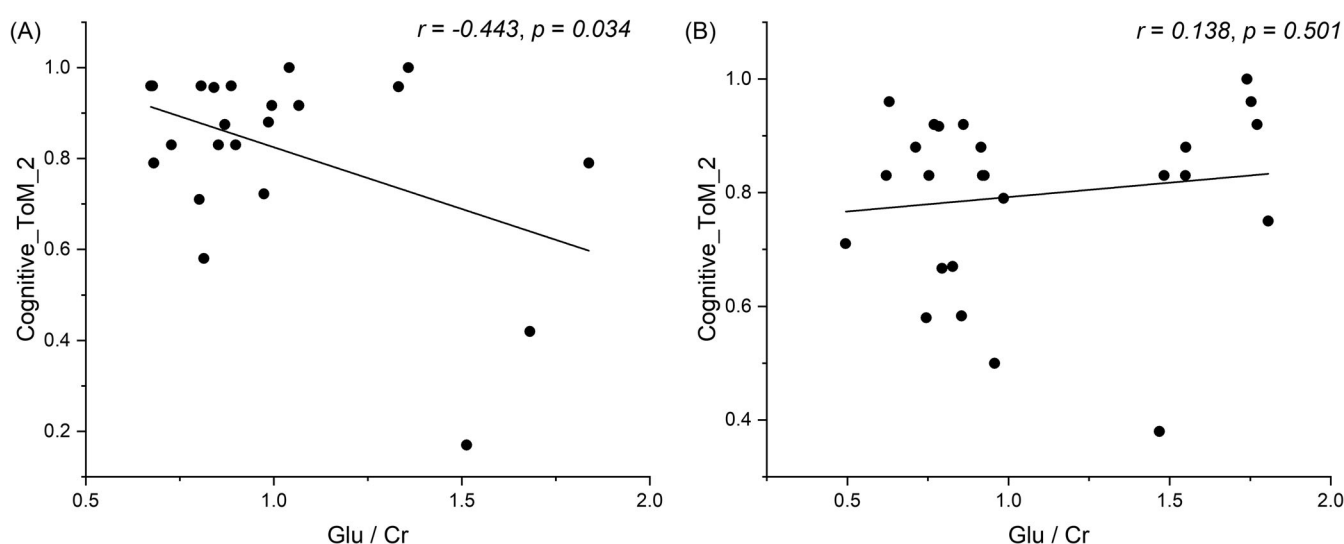 (A)
r = -0.443, p = 0.034
Cognitive_ToM_2
1.0
0.8
0.6
0.4
0.2
0.5
1.0
1.5
2.0
Glu / Cr
(B)
r = 0.138, p = 0.501
Cognitive_ToM_2
1.0
0.8
0.6
0.4
0.5
1.0
1.5
2.0
Glu / Cr